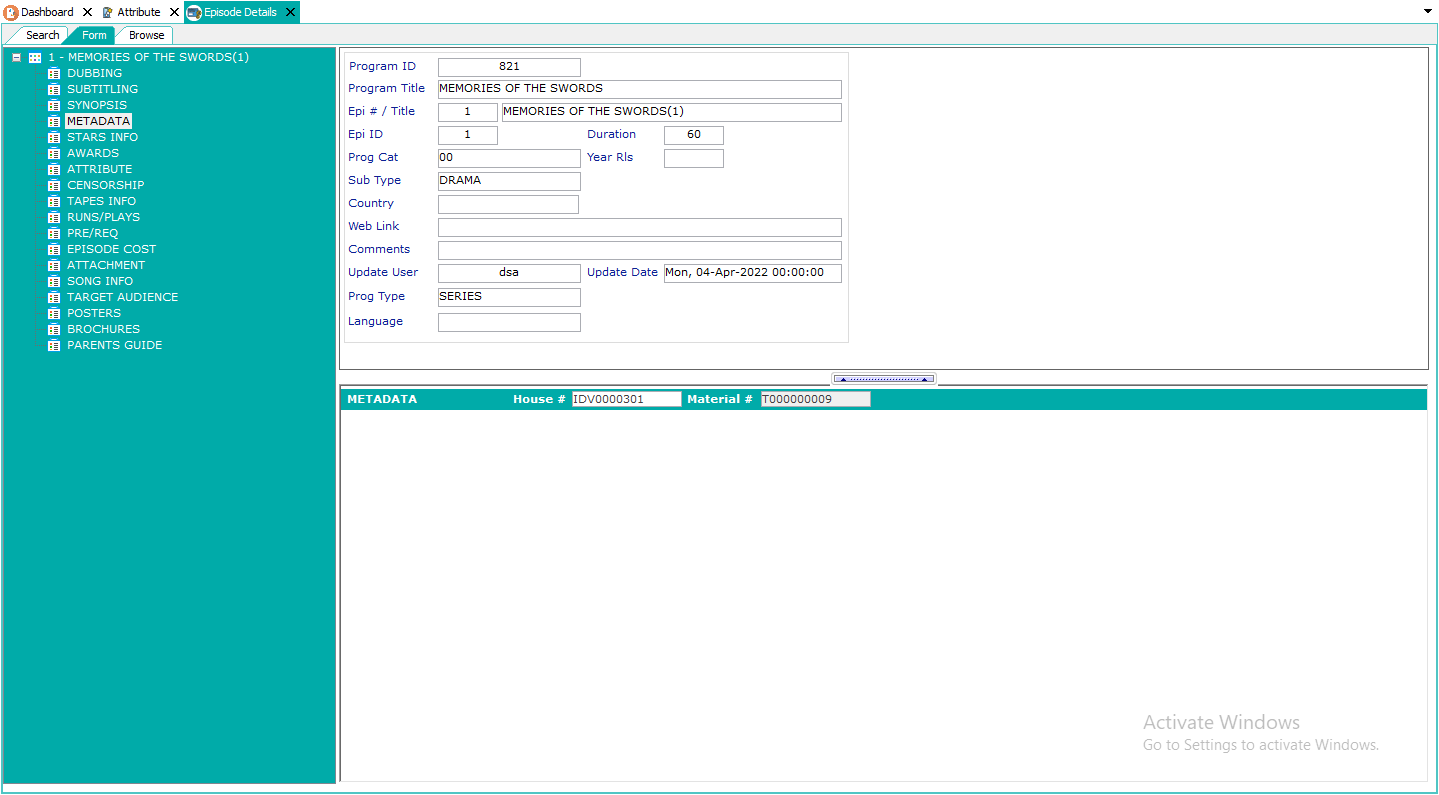 Dashboard Attribute Episode Details
Search Form Browse
1 - MEMORIES OF THE SWORDS(1)
DUBBING
SUBTITLING
SYNOPSIS
METADATA
STARS INFO
AWARDS
ATTRIBUTE
CENSORSHIP
TAPES INFO
RUNS/PLAYS
PRE/REQ
EPISODE COST
ATTACHMENT
SONG INFO
TARGET AUDIENCE
POSTERS
BROCHURES
PARENTS GUIDE
Program ID 821
Program Title MEMORIES OF THE SWORDS
Epi # / Title 1 MEMORIES OF THE SWORDS(1)
Epi ID 1 Duration 60
Prog Cat 00 Year Rls
Sub Type DRAMA
Country
Web Link
Comments
Update User dsa Update Date Mon, 04-Apr-2022 00:00:00
Prog Type SERIES
Language
METADATA House # IDV0000301 Material # T000000009
Activate Windows
Go to Settings to activate Windows.